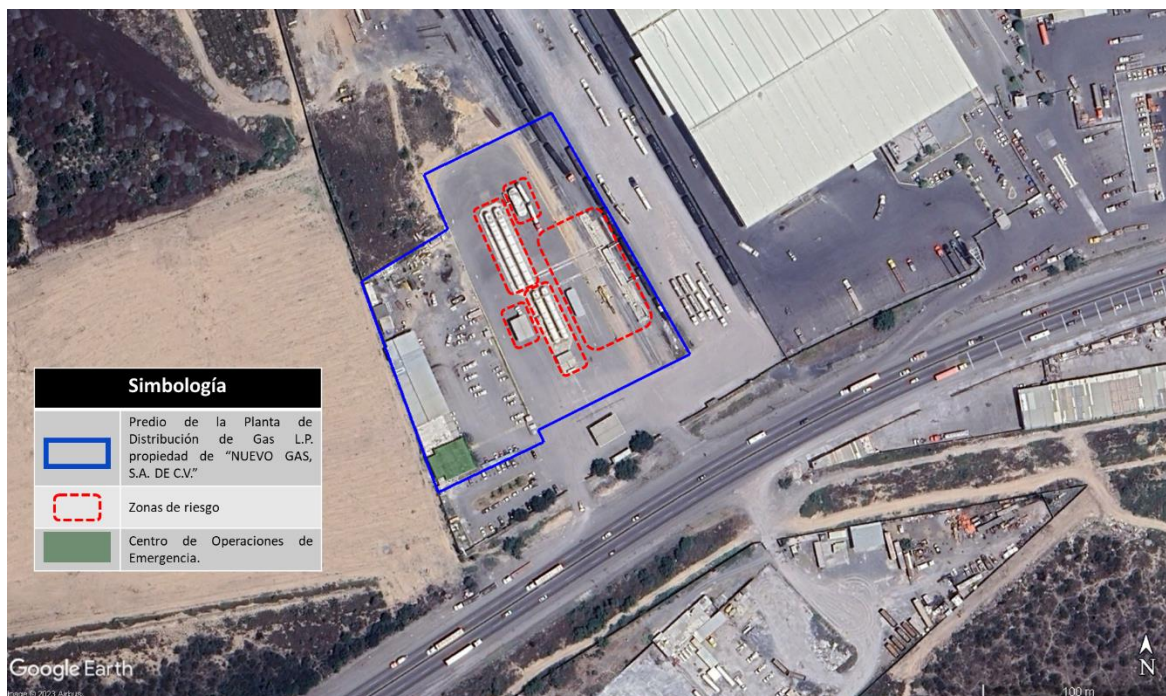 Simbología
Predio de la Planta de
Distribución de Gas L.P.
propiedad de “NUEVO GAS,
S.A. DE C.V.”
Zonas de riesgo
Centro de Operaciones de
Emergencia.
Google Earth
Image © 2023 Airbus
N
100 m